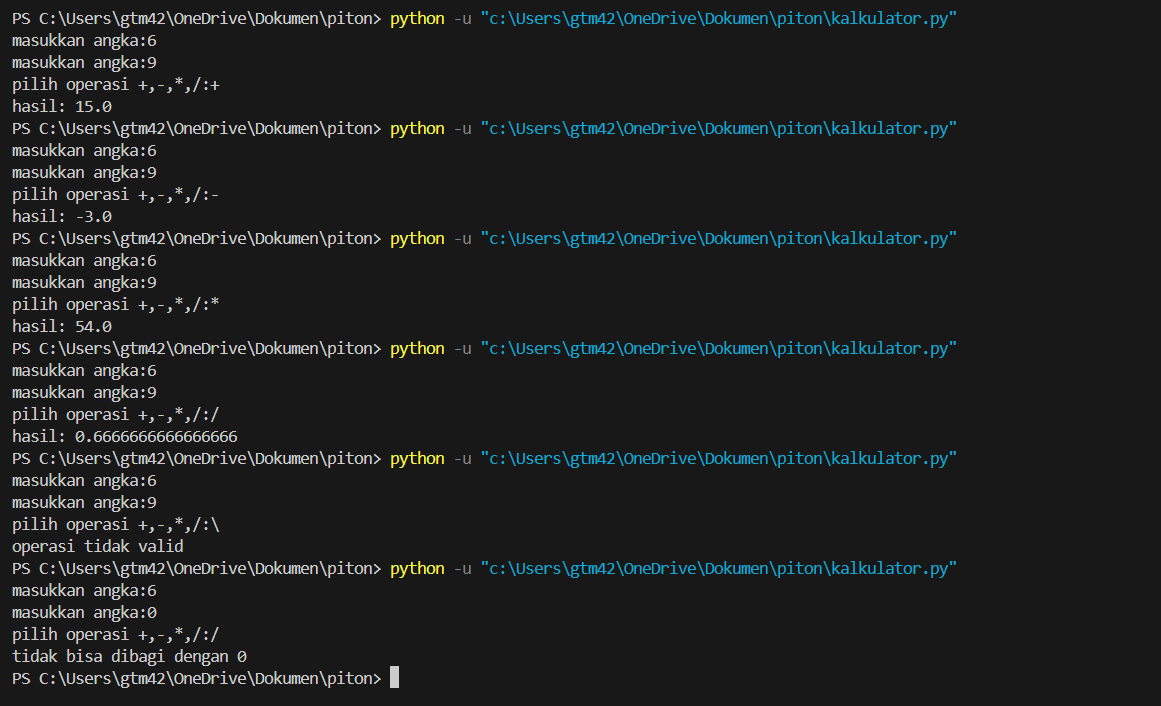 PS C:\Users\gtm42\OneDrive\Dokumen\piton> python -u "c:\Users\gtm42\OneDrive\Dokumen\piton\kalkulator.py"
masukkan angka:6
masukkan angka:9
pilih operasi +,-,*,/:+
hasil: 15.0
PS C:\Users\gtm42\OneDrive\Dokumen\piton> python -u "c:\Users\gtm42\OneDrive\Dokumen\piton\kalkulator.py"
masukkan angka:6
masukkan angka:9
pilih operasi +,-,*,/:-
hasil: -3.0
PS C:\Users\gtm42\OneDrive\Dokumen\piton> python -u "c:\Users\gtm42\OneDrive\Dokumen\piton\kalkulator.py"
masukkan angka:6
masukkan angka:9
pilih operasi +,-,*,/:*
hasil: 54.0
PS C:\Users\gtm42\OneDrive\Dokumen\piton> python -u "c:\Users\gtm42\OneDrive\Dokumen\piton\kalkulator.py"
masukkan angka:6
masukkan angka:9
pilih operasi +,-,*,/:/
hasil: 0.6666666666666666
PS C:\Users\gtm42\OneDrive\Dokumen\piton> python -u "c:\Users\gtm42\OneDrive\Dokumen\piton\kalkulator.py"
masukkan angka:6
masukkan angka:9
pilih operasi +,-,*,/:\
operasi tidak valid
PS C:\Users\gtm42\OneDrive\Dokumen\piton> python -u "c:\Users\gtm42\OneDrive\Dokumen\piton\kalkulator.py"
masukkan angka:6
masukkan angka:0
pilih operasi +,-,*,/:/
tidak bisa dibagi dengan 0
PS C:\Users\gtm42\OneDrive\Dokumen\piton>